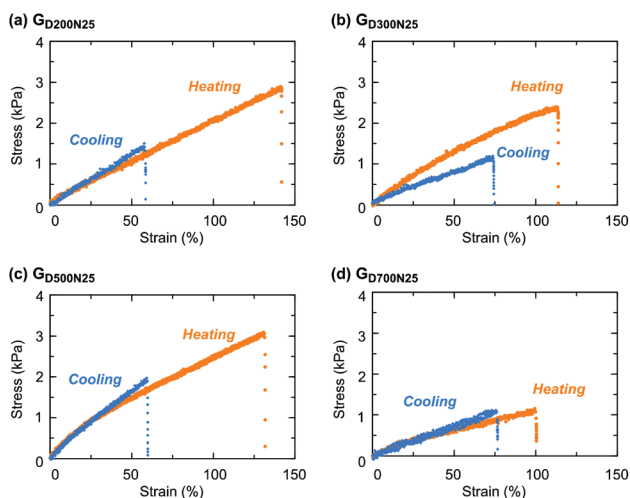 (a) GD200N25
Stress (kPa)
4
3
2
1
0
Heating
Cooling
0
50
100
150
Strain (%)
(b) GD300N25
Stress (kPa)
4
3
2
1
0
Heating
Cooling
0
50
100
150
Strain (%)
(c) GD500N25
Stress (kPa)
4
3
2
1
0
Heating
Cooling
0
50
100
150
Strain (%)
(d) GD700N25
Stress (kPa)
4
3
2
1
0
Heating
Cooling
0
50
100
150
Strain (%)